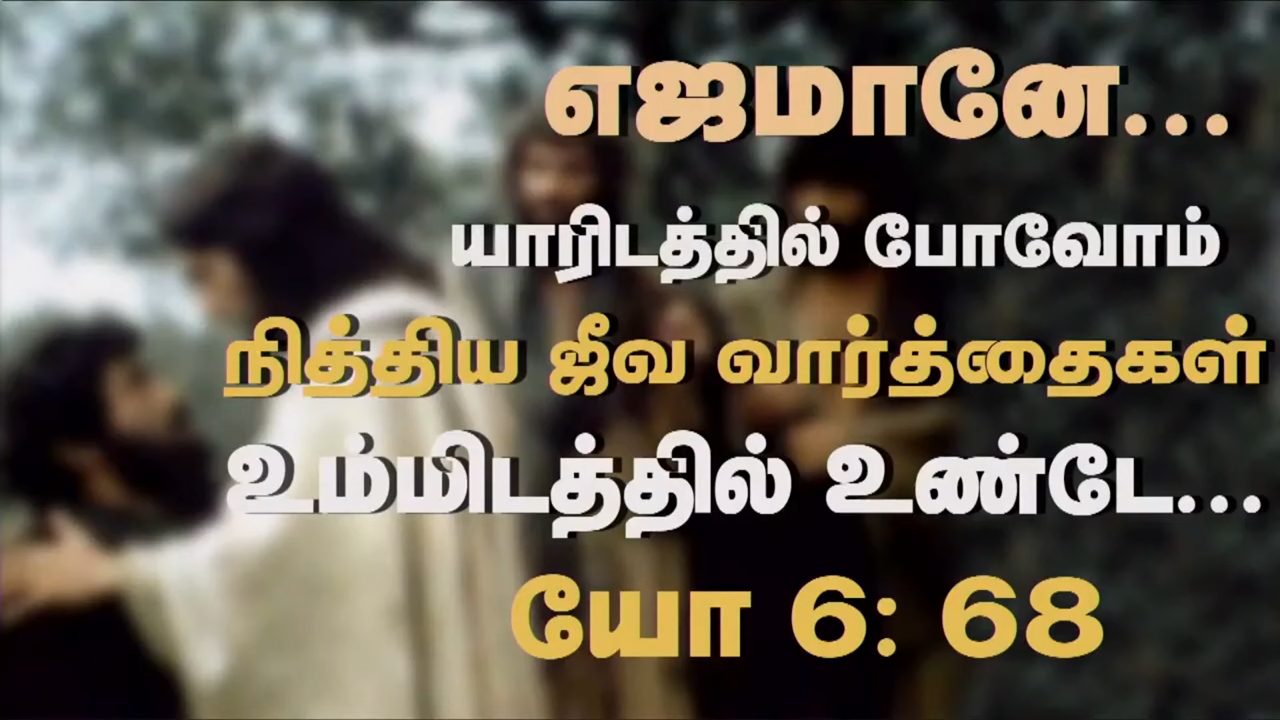 எஜமானே...
யாரிடத்தில் போவோம்
நித்திய ஜீவ வார்த்தைகள்
உம்மிடத்தில் உண்டே...
யோ 6: 68